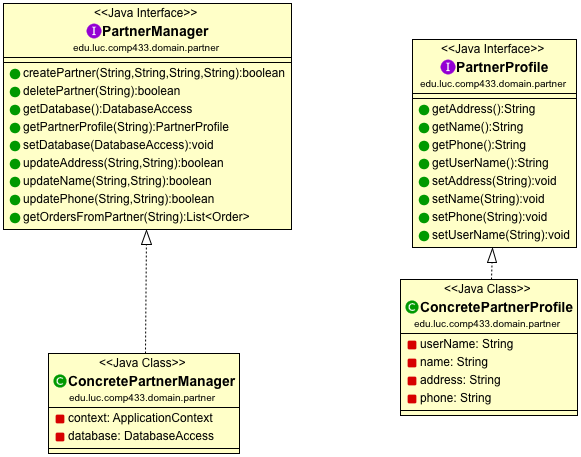 <<Java Interface>>
I PartnerManager
edu.luc.comp433.domain.partner
createPartner(String,String,String,String):boolean
deletePartner(String):boolean
getDatabase():DatabaseAccess
getPartnerProfile(String):PartnerProfile
setDatabase(DatabaseAccess):void
updateAddress(String,String):boolean
updateName(String,String):boolean
updatePhone(String,String):boolean
getOrdersFromPartner(String):List<Order>
<<Java Interface>>
I PartnerProfile
edu.luc.comp433.domain.partner
getAddress():String
getName():String
getPhone():String
getUserName():String
setAddress(String):void
setName(String):void
setPhone(String):void
setUserName(String):void
<<Java Class>>
C ConcretePartnerManager
edu.luc.comp433.domain.partner
context: ApplicationContext
database: DatabaseAccess
<<Java Class>>
C ConcretePartnerProfile
edu.luc.comp433.domain.partner
userName: String
name: String
address: String
phone: String